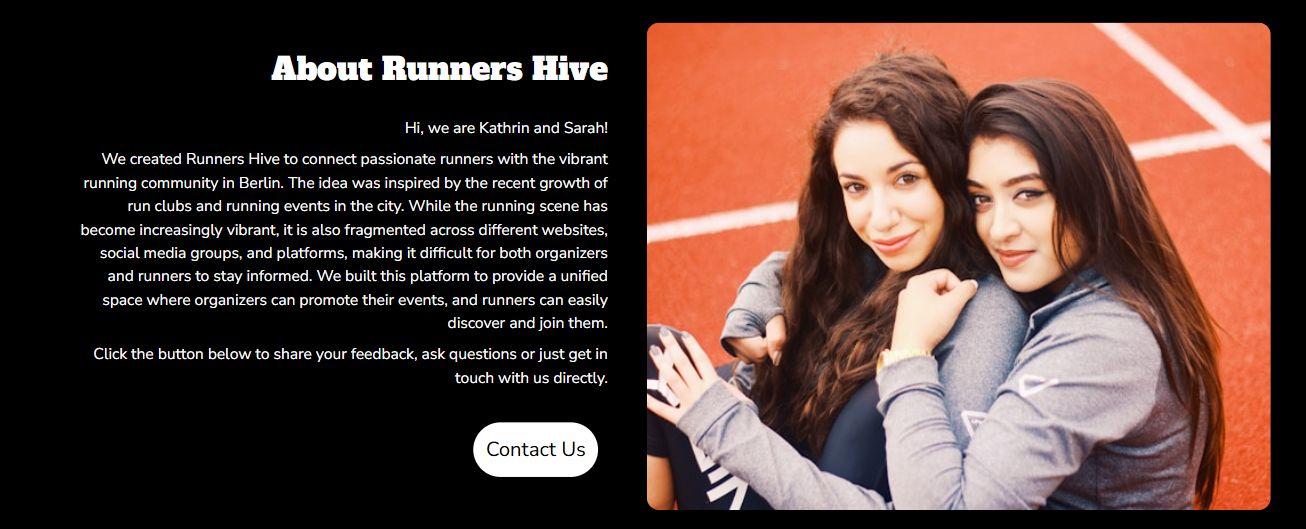 About Runners Hive
Hi, we are Kathrin and Sarah!
We created Runners Hive to connect passionate runners with the vibrant
running community in Berlin. The idea was inspired by the recent growth of
run clubs and running events in the city. While the running scene has
become increasingly vibrant, it is also fragmented across different websites,
social media groups, and platforms, making it difficult for both organizers
and runners to stay informed. We built this platform to provide a unified
space where organizers can promote their events, and runners can easily
discover and join them.
Click the button below to share your feedback, ask questions or just get in
touch with us directly.
Contact Us